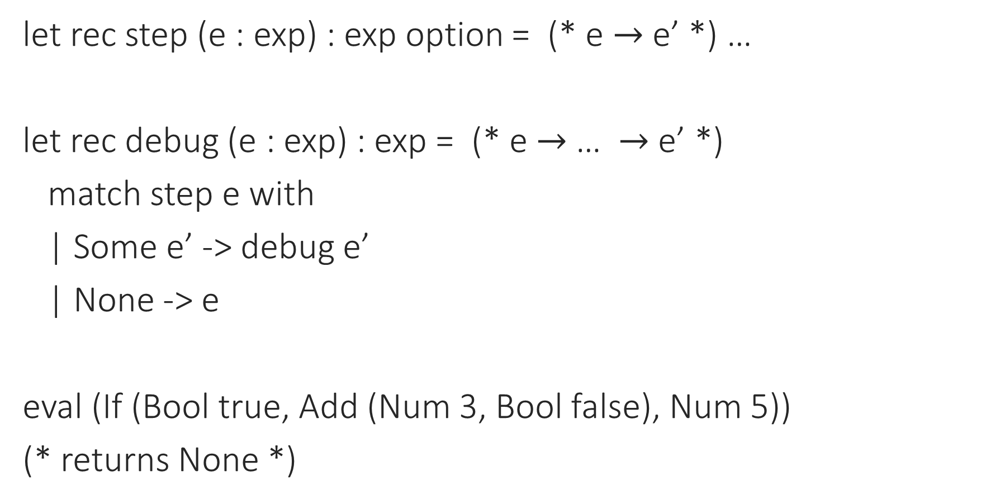 let rec step (e : exp) : exp option =  (* e → e’ *) …
let rec debug (e : exp) : exp =  (* e → …  → e’ *)
match step e with
| Some e’ -> debug e’
| None -> e
eval (If (Bool true, Add (Num 3, Bool false), Num 5))
(* returns None *)